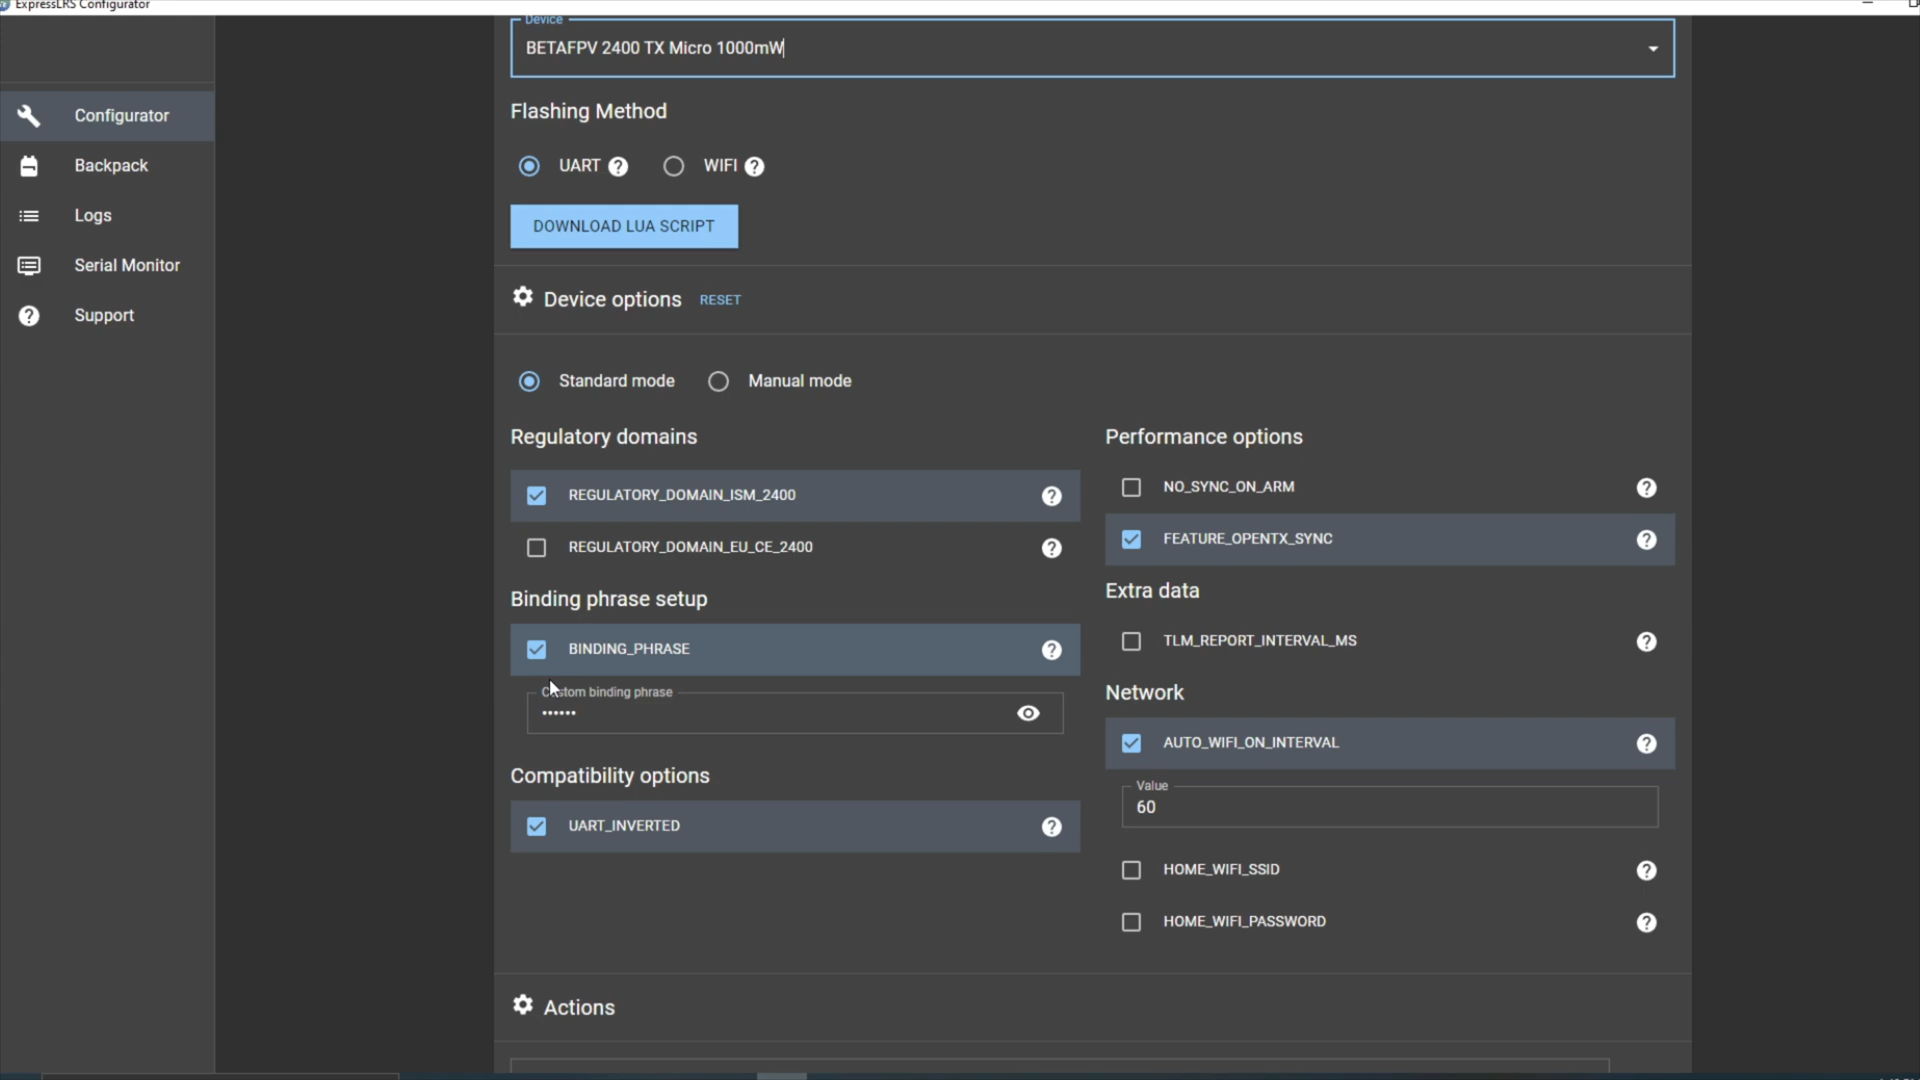 ExpressLRS Configurator
Device
BETAFPV 2400 TX Micro 1000mW
Configurator
Backpack
Logs
Serial Monitor
Support
Flashing Method
UART
WIFI
DOWNLOAD LUA SCRIPT
Device options RESET
Standard mode
Manual mode
Regulatory domains
REGULATORY_DOMAIN_ISM_2400
REGULATORY_DOMAIN_EU_CE_2400
Binding phrase setup
BINDING_PHRASE
Custom binding phrase
••••••
Compatibility options
UART_INVERTED
Performance options
NO_SYNC_ON_ARM
FEATURE_OPENTX_SYNC
Extra data
TLM_REPORT_INTERVAL_MS
Network
AUTO_WIFI_ON_INTERVAL
Value
60
HOME_WIFI_SSID
HOME_WIFI_PASSWORD
Actions